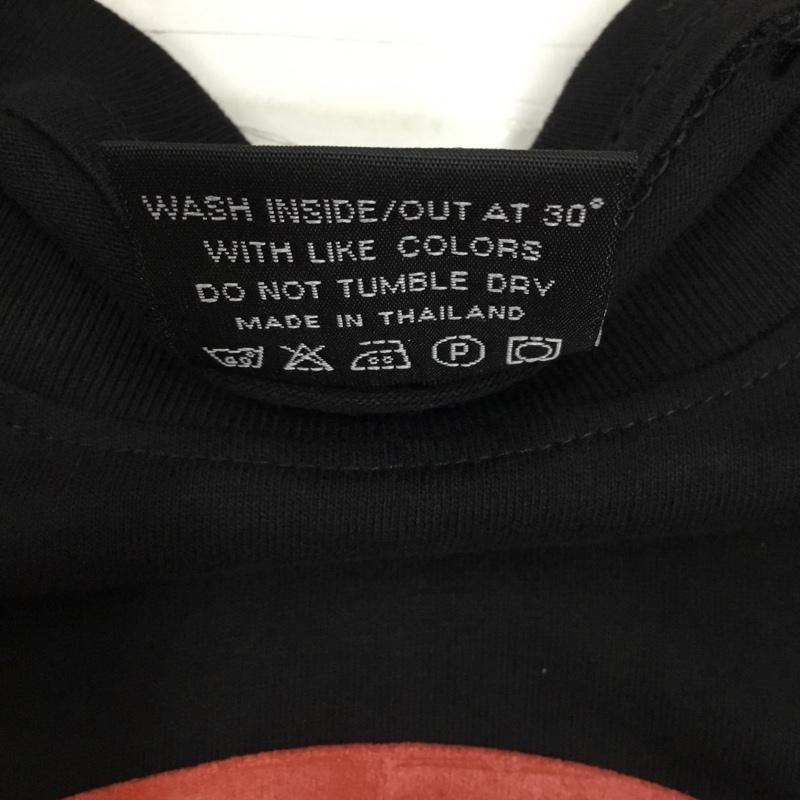 WASH INSIDE/OUT AT 30°
WITH LIKE COLORS
DO NOT TUMBLE DRY
MADE IN THAILAND
P